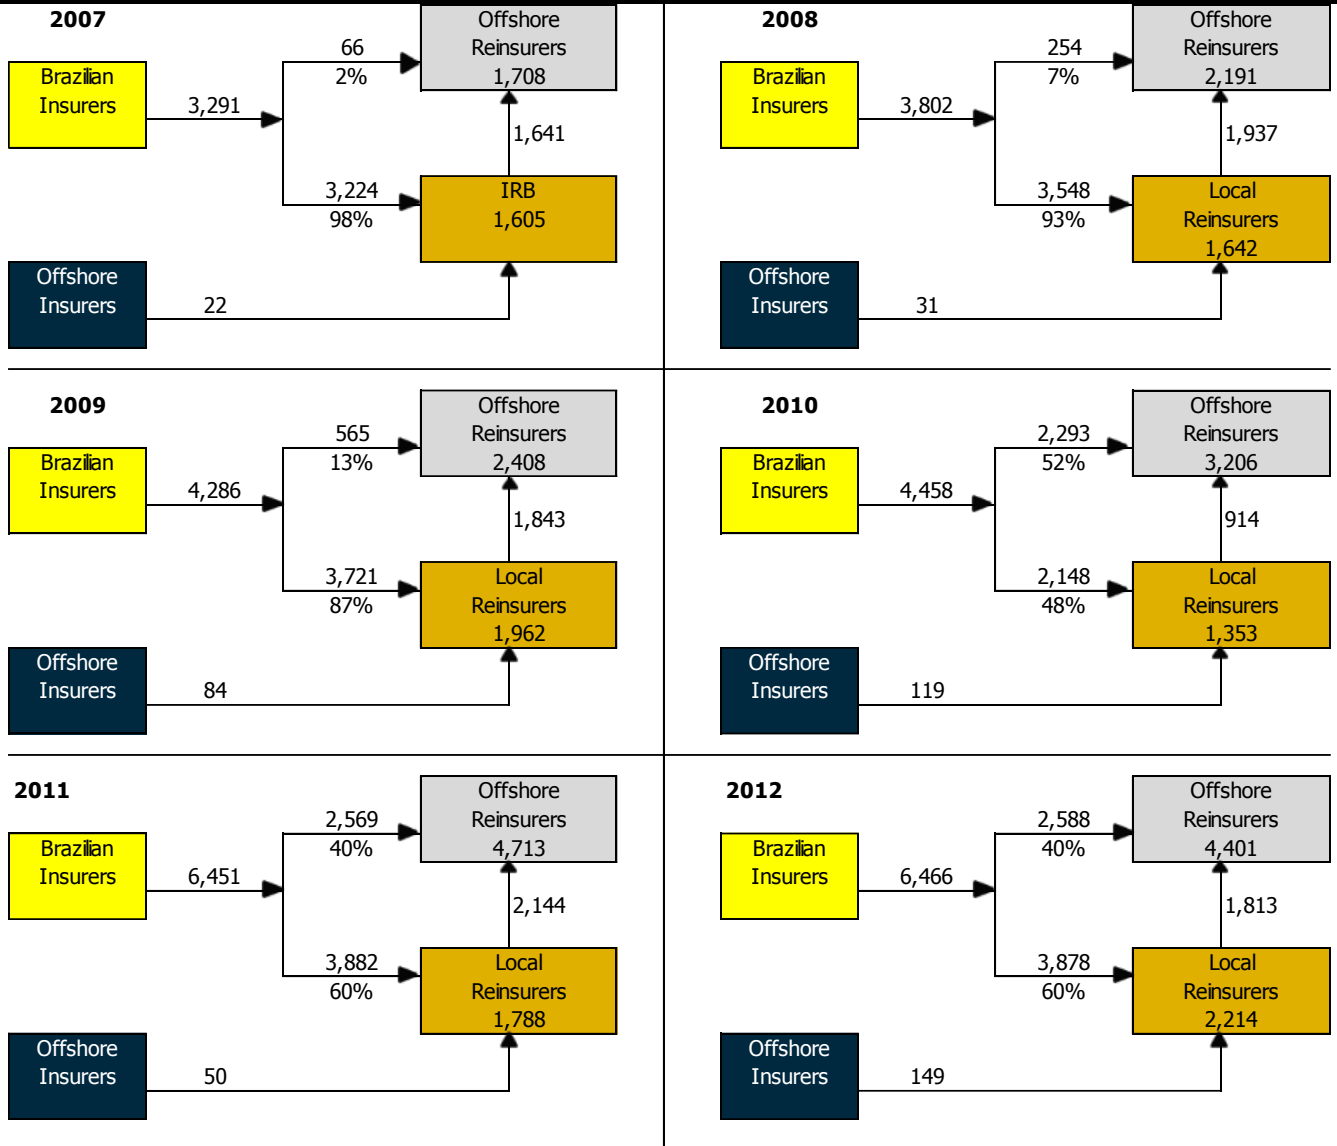 2007
Offshore
Reinsurers
1,708
66
2%
Brazilian
Insurers
3,291
1,641
3,224
98%
IRB
1,605
Offshore
Insurers
22
2008
Offshore
Reinsurers
2,191
254
7%
Brazilian
Insurers
3,802
1,937
3,548
93%
Local
Reinsurers
1,642
Offshore
Insurers
31
2009
Offshore
Reinsurers
2,408
565
13%
Brazilian
Insurers
4,286
1,843
3,721
87%
Local
Reinsurers
1,962
Offshore
Insurers
84
2010
Offshore
Reinsurers
3,206
2,293
52%
Brazilian
Insurers
4,458
914
2,148
48%
Local
Reinsurers
1,353
Offshore
Insurers
119
2011
Offshore
Reinsurers
4,713
2,569
40%
Brazilian
Insurers
6,451
2,144
3,882
60%
Local
Reinsurers
1,788
Offshore
Insurers
50
2012
Offshore
Reinsurers
4,401
2,588
40%
Brazilian
Insurers
6,466
1,813
3,878
60%
Local
Reinsurers
2,214
Offshore
Insurers
149